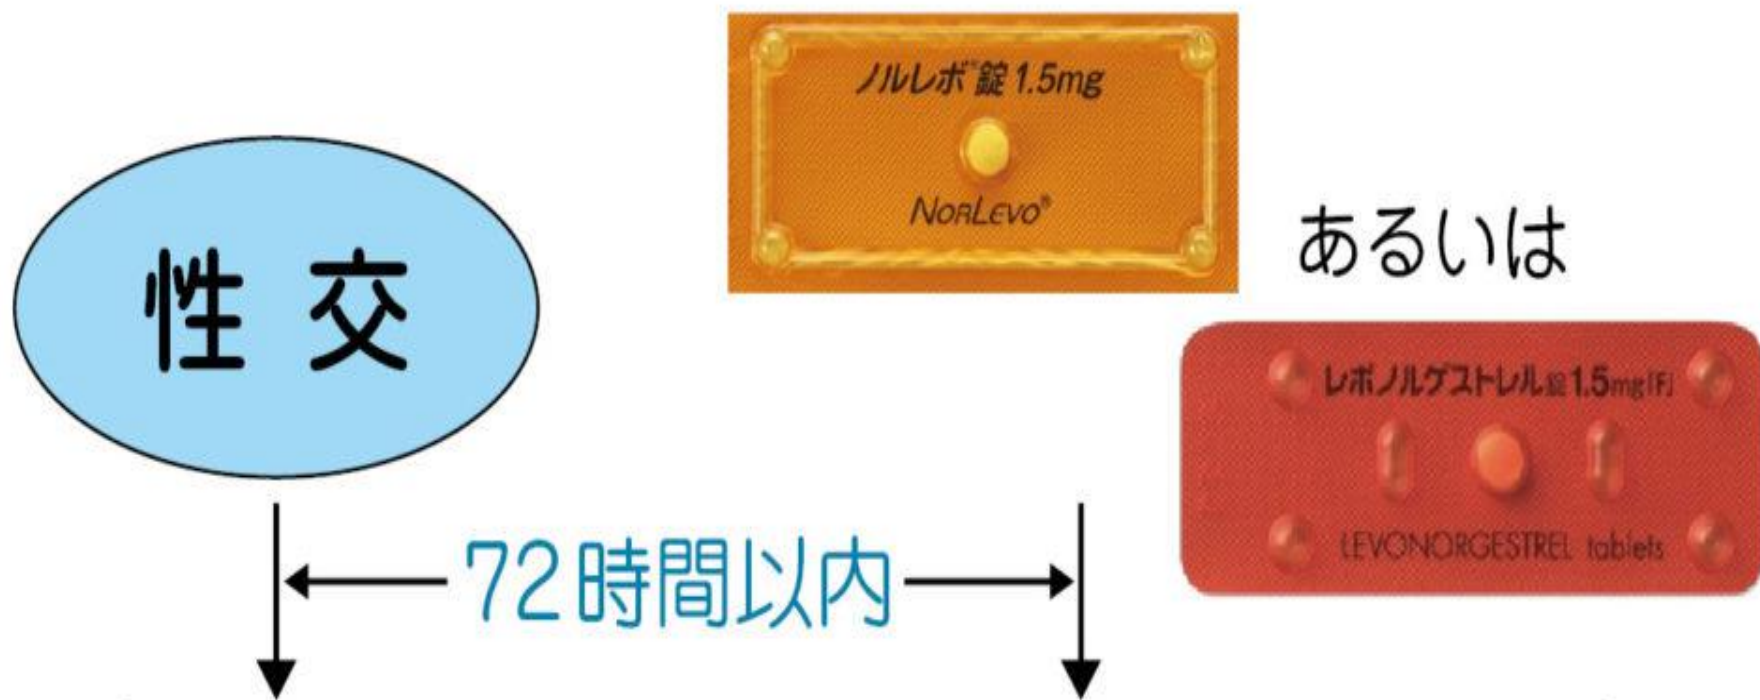 ノルレボ®錠 1.5mg
NORLEVO®
あるいは
性交
レボノルゲストレル錠1.5mg「F」
LEVONORGESTREL tablets
72時間以内